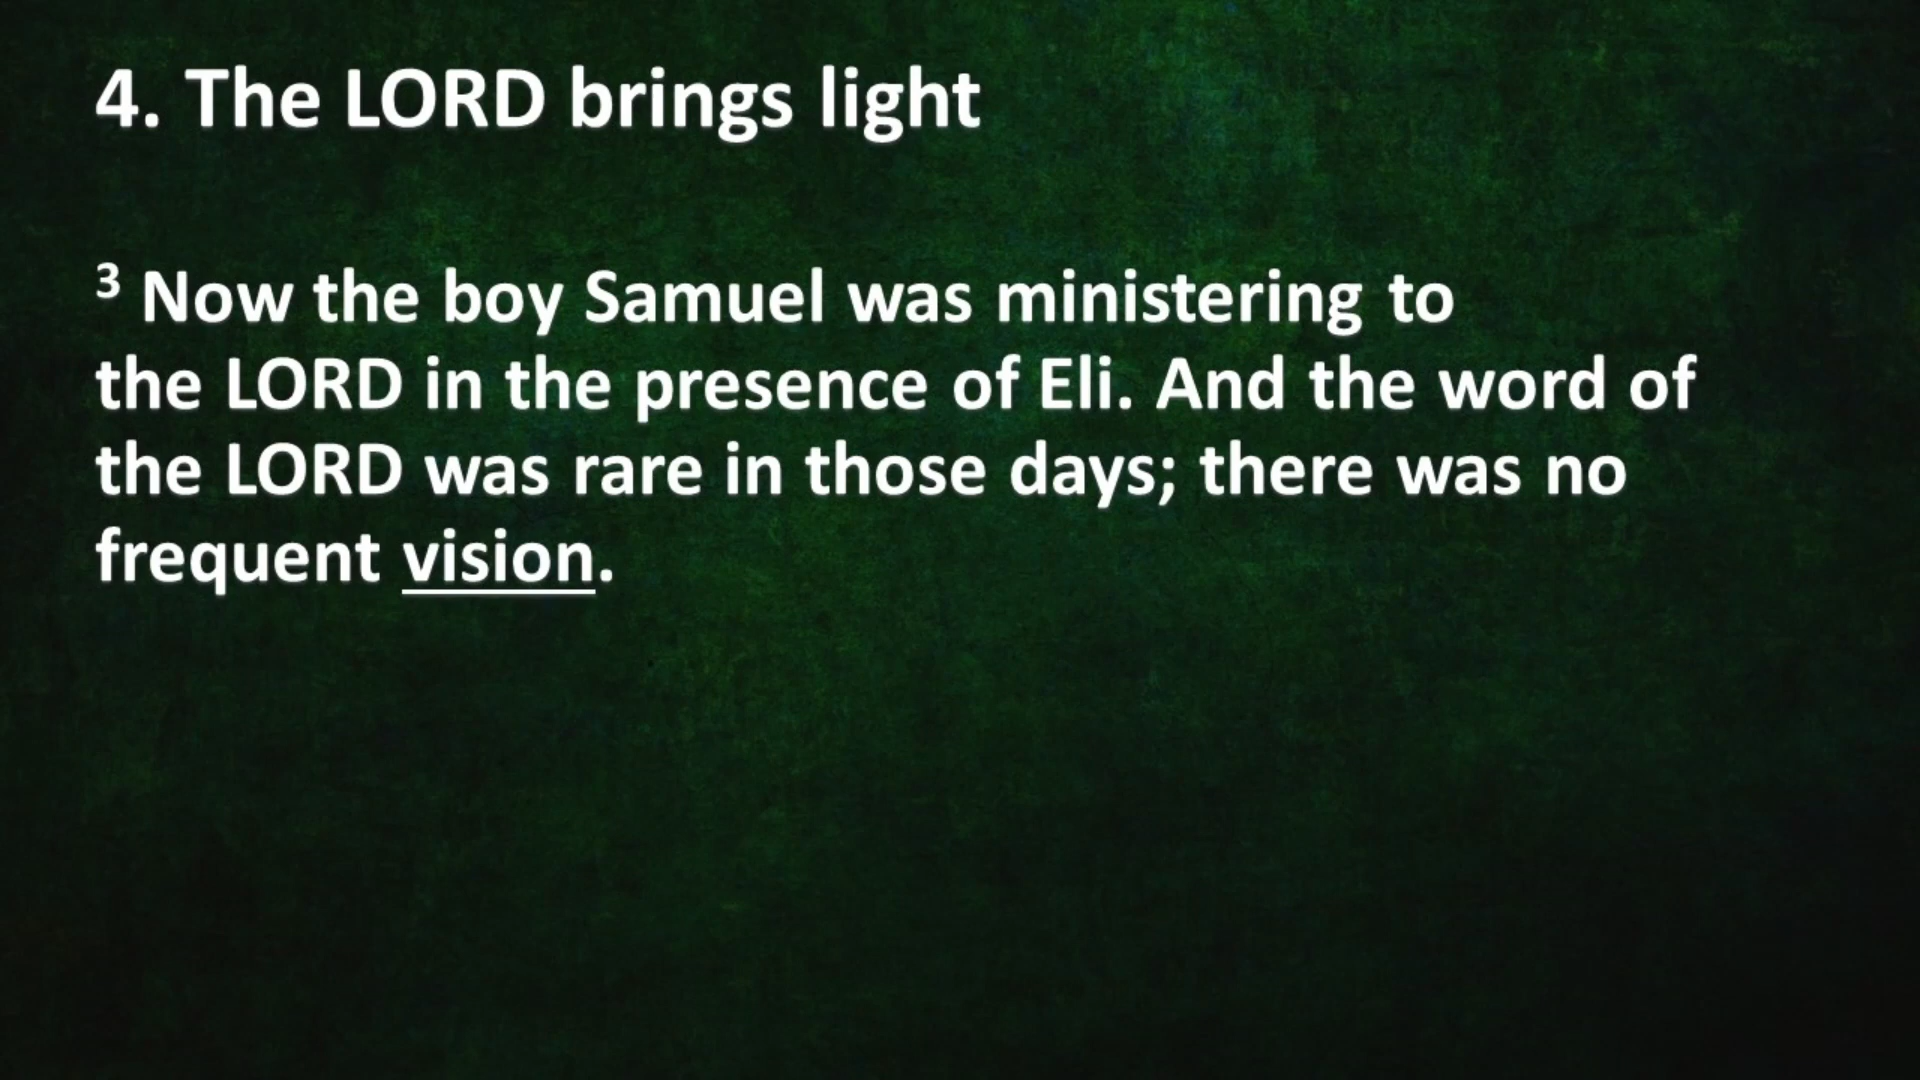 4. The LORD brings light
3 Now the boy Samuel was ministering to
the LORD in the presence of Eli. And the word of
the LORD was rare in those days; there was no
frequent vision.